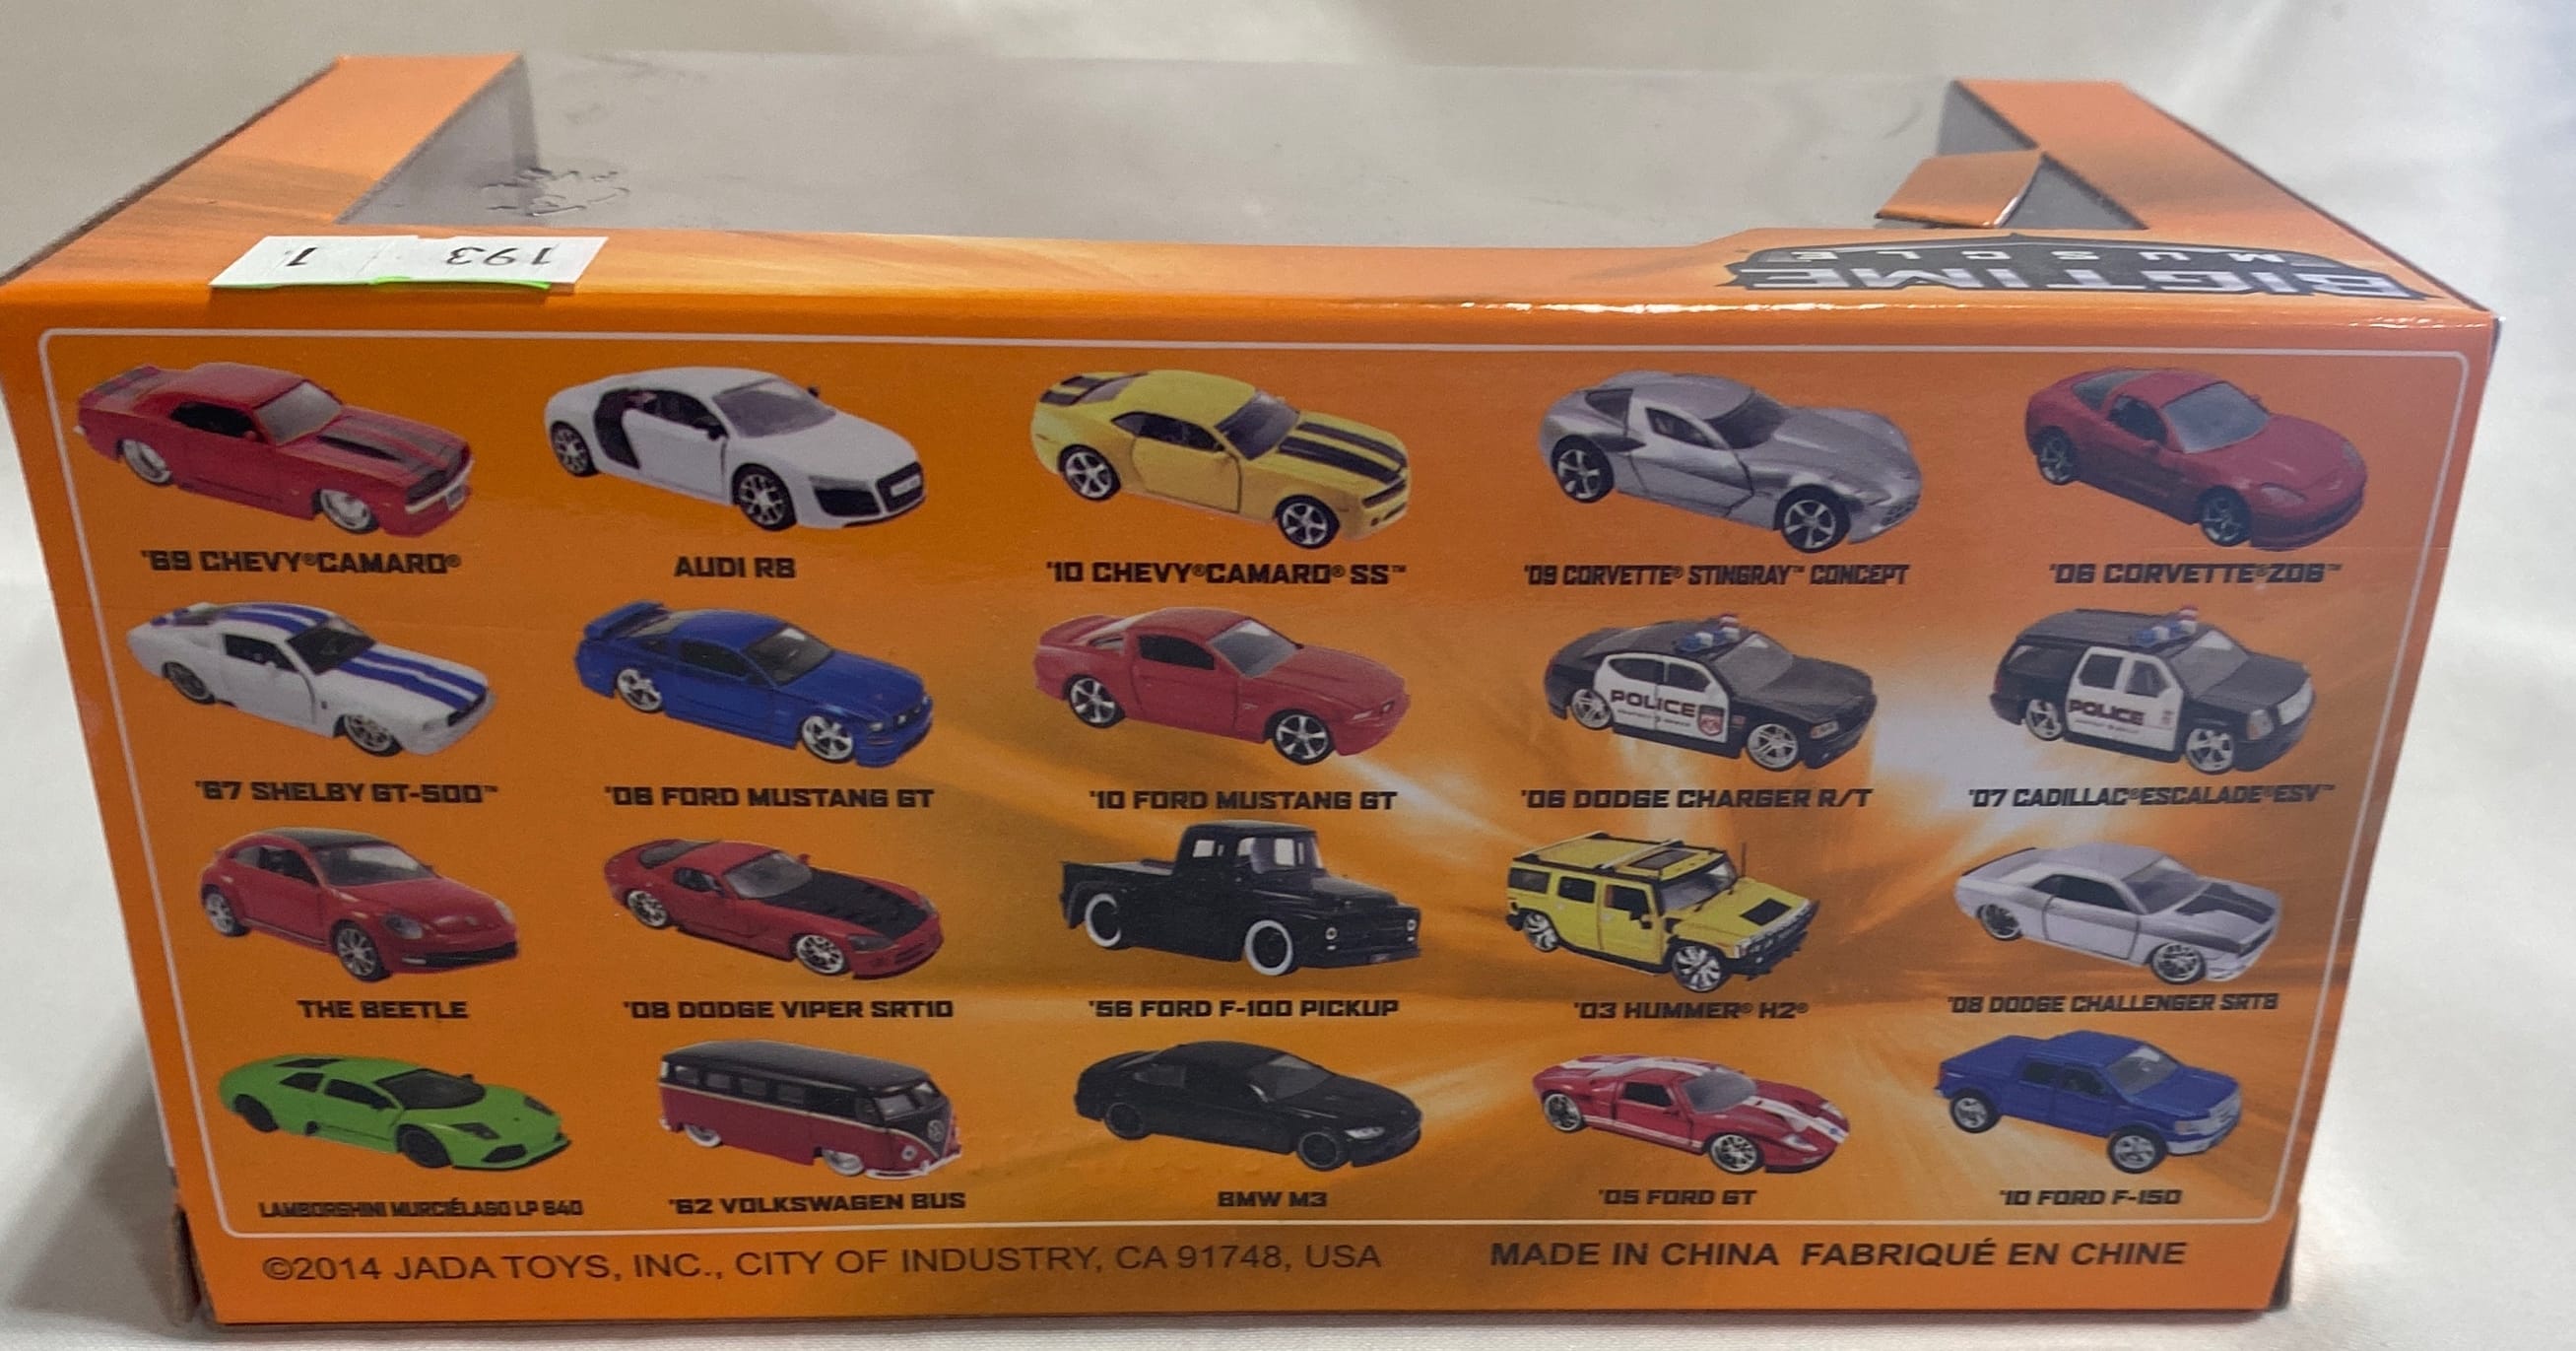 193 1
BIGTIME
MUSCLE
'69 CHEVY®CAMARO®
AUDI R8
'10 CHEVY®CAMARO® SS™
'09 CORVETTE® STINGRAY™ CONCEPT
'06 CORVETTE®Z06™
POLICE
POLICE
'67 SHELBY GT-500™
'06 FORD MUSTANG GT
'10 FORD MUSTANG GT
'06 DODGE CHARGER R/T
'07 CADILLAC®ESCALADE®ESV™
THE BEETLE
'08 DODGE VIPER SRT10
'56 FORD F-100 PICKUP
'03 HUMMER® H2®
'08 DODGE CHALLENGER SRT8
LAMBORGHINI MURCIÉLAGO LP 640
'62 VOLKSWAGEN BUS
BMW M3
'05 FORD GT
'10 FORD F-150
©2014 JADA TOYS, INC., CITY OF INDUSTRY, CA 91748, USA
MADE IN CHINA FABRIQUÉ EN CHINE